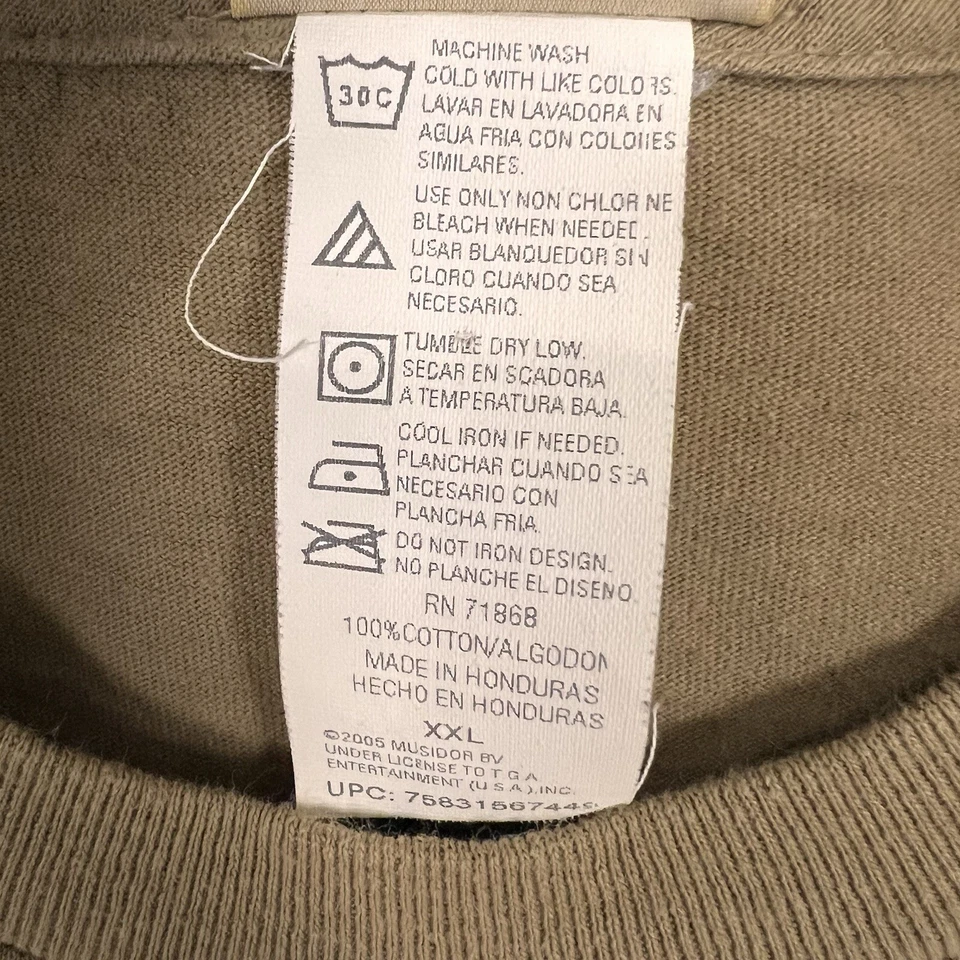 30C
MACHINE WASH
COLD WITH LIKE COLORS.
LAVAR EN LAVADORA EN
AGUA FRIA CON COLORES
SIMILARES.
USE ONLY NON CHLORINE
BLEACH WHEN NEEDED.
USAR BLANQUEDOR SIN
CLORO CUANDO SEA
NECESARIO.
TUMBLE DRY LOW.
SECAR EN SCADORA
A TEMPERATURA BAJA.
COOL IRON IF NEEDED.
PLANCHAR CUANDO SEA
NECESARIO CON
PLANCHA FRIA.
DO NOT IRON DESIGN.
NO PLANCHE EL DISENO.
RN 71868
100%COTTON/ALGODON
MADE IN HONDURAS
HECHO EN HONDURAS
XXL
©2005 MUSIDOR BV
UNDER LICENSE TO T.G.A.
ENTERTAINMENT (U.S.A.),INC.
UPC: